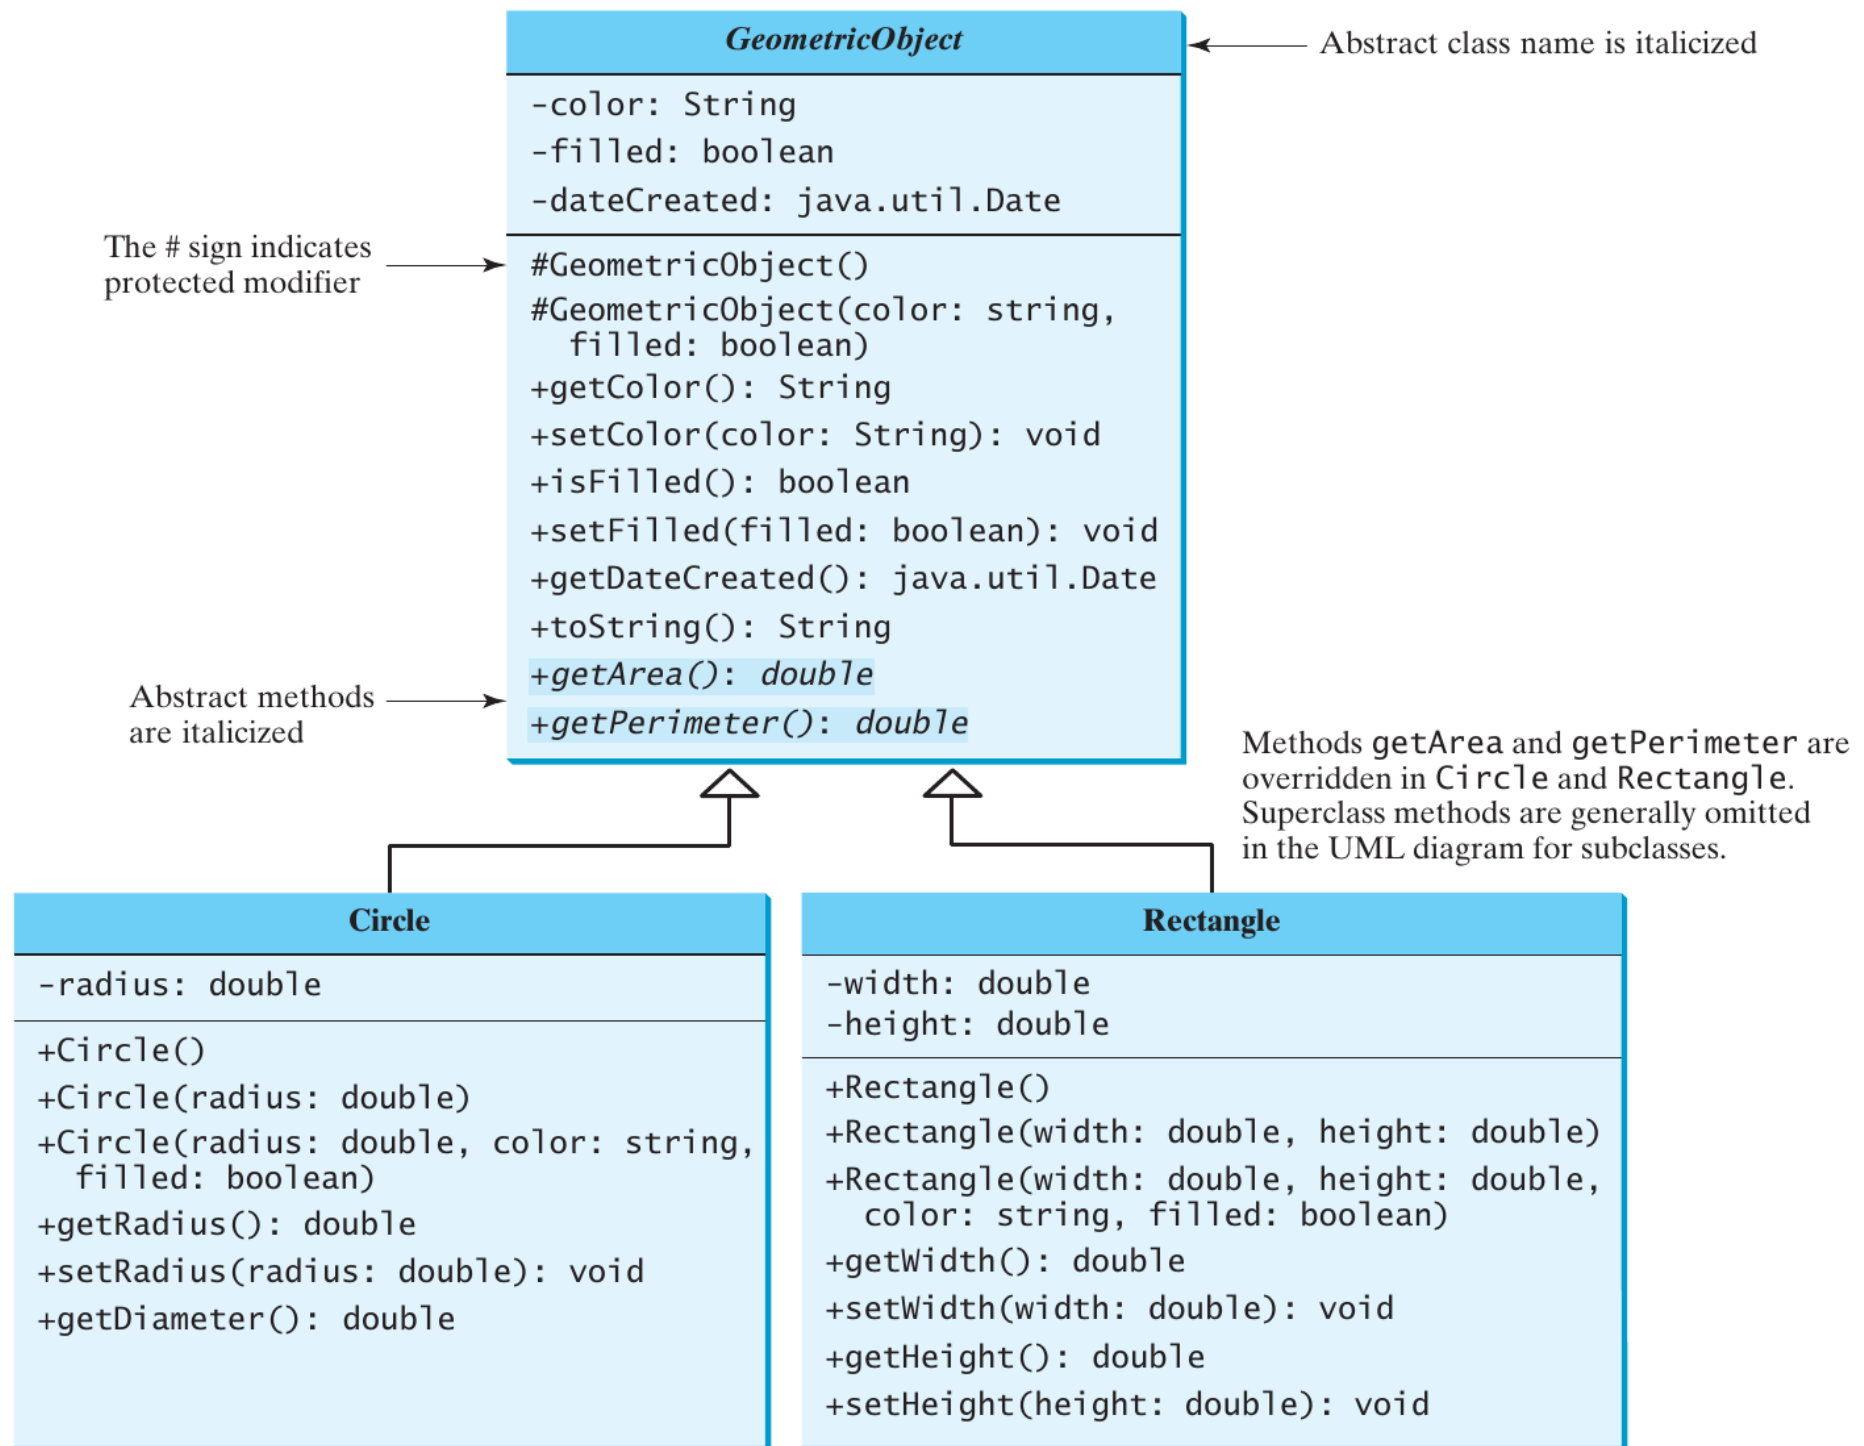 GeometricObject
Abstract class name is italicized
-color: String
-filled: boolean
-dateCreated: java.util.Date
The # sign indicates
protected modifier
#GeometricObject()
#GeometricObject(color: string,
filled: boolean)
+getColor(): String
+setColor(color: String): void
+isFilled(): boolean
+setFilled(filled: boolean): void
+getDateCreated(): java.util.Date
+toString(): String
+getArea(): double
+getPerimeter(): double
Abstract methods
are italicized
Methods getArea and getPerimeter are
overridden in Circle and Rectangle.
Superclass methods are generally omitted
in the UML diagram for subclasses.
Circle
-radius: double
+Circle()
+Circle(radius: double)
+Circle(radius: double, color: string,
filled: boolean)
+getRadius(): double
+setRadius(radius: double): void
+getDiameter(): double
Rectangle
-width: double
-height: double
+Rectangle()
+Rectangle(width: double, height: double)
+Rectangle(width: double, height: double,
color: string, filled: boolean)
+getWidth(): double
+setWidth(width: double): void
+getHeight(): double
+setHeight(height: double): void